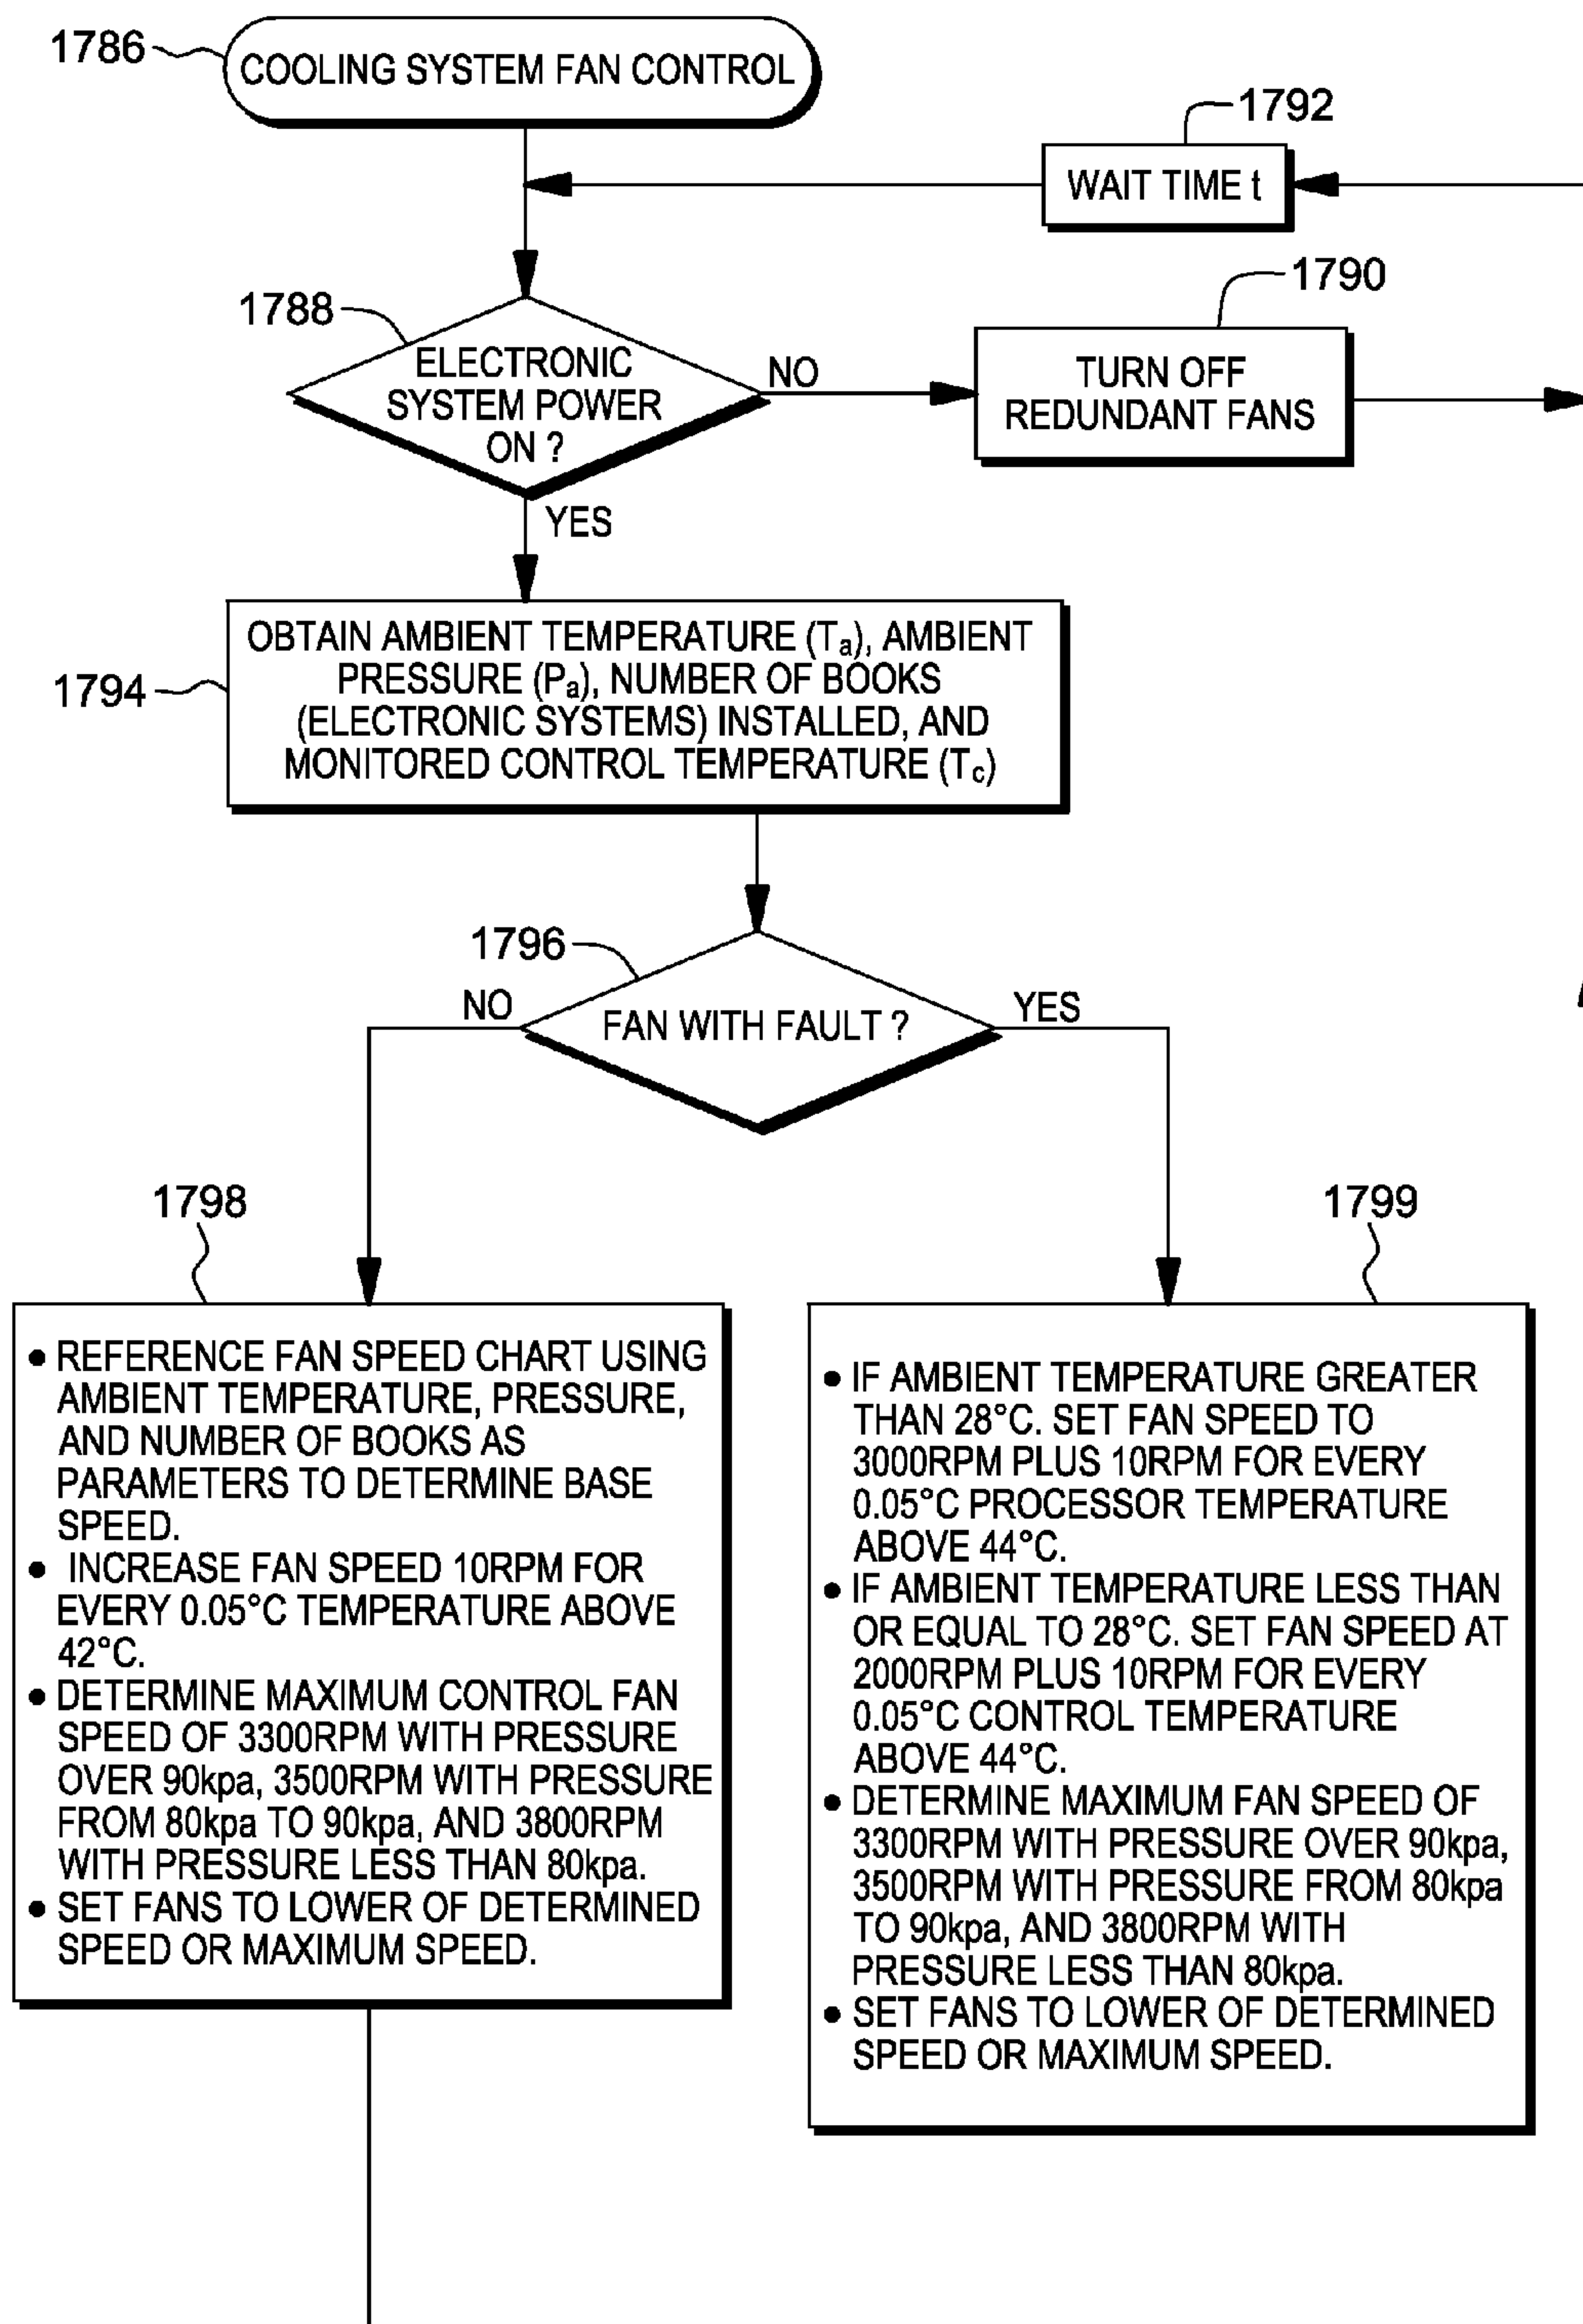 1786
COOLING SYSTEM FAN CONTROL
1792
WAIT TIME t
1790
1788
ELECTRONIC
SYSTEM POWER
ON ?
NO
TURN OFF
REDUNDANT FANS
YES
1794
OBTAIN AMBIENT TEMPERATURE (Ta), AMBIENT
PRESSURE (Pa), NUMBER OF BOOKS
(ELECTRONIC SYSTEMS) INSTALLED, AND
MONITORED CONTROL TEMPERATURE (Tc)
1796
NO
FAN WITH FAULT ?
YES
1798
• REFERENCE FAN SPEED CHART USING
AMBIENT TEMPERATURE, PRESSURE,
AND NUMBER OF BOOKS AS
PARAMETERS TO DETERMINE BASE
SPEED.
• INCREASE FAN SPEED 10RPM FOR
EVERY 0.05°C TEMPERATURE ABOVE
42°C.
• DETERMINE MAXIMUM CONTROL FAN
SPEED OF 3300RPM WITH PRESSURE
OVER 90kpa, 3500RPM WITH PRESSURE
FROM 80kpa TO 90kpa, AND 3800RPM
WITH PRESSURE LESS THAN 80kpa.
• SET FANS TO LOWER OF DETERMINED
SPEED OR MAXIMUM SPEED.
1799
• IF AMBIENT TEMPERATURE GREATER
THAN 28°C. SET FAN SPEED TO
3000RPM PLUS 10RPM FOR EVERY
0.05°C PROCESSOR TEMPERATURE
ABOVE 44°C.
• IF AMBIENT TEMPERATURE LESS THAN
OR EQUAL TO 28°C. SET FAN SPEED AT
2000RPM PLUS 10RPM FOR EVERY
0.05°C CONTROL TEMPERATURE
ABOVE 44°C.
• DETERMINE MAXIMUM FAN SPEED OF
3300RPM WITH PRESSURE OVER 90kpa,
3500RPM WITH PRESSURE FROM 80kpa
TO 90kpa, AND 3800RPM WITH
PRESSURE LESS THAN 80kpa.
• SET FANS TO LOWER OF DETERMINED
SPEED OR MAXIMUM SPEED.